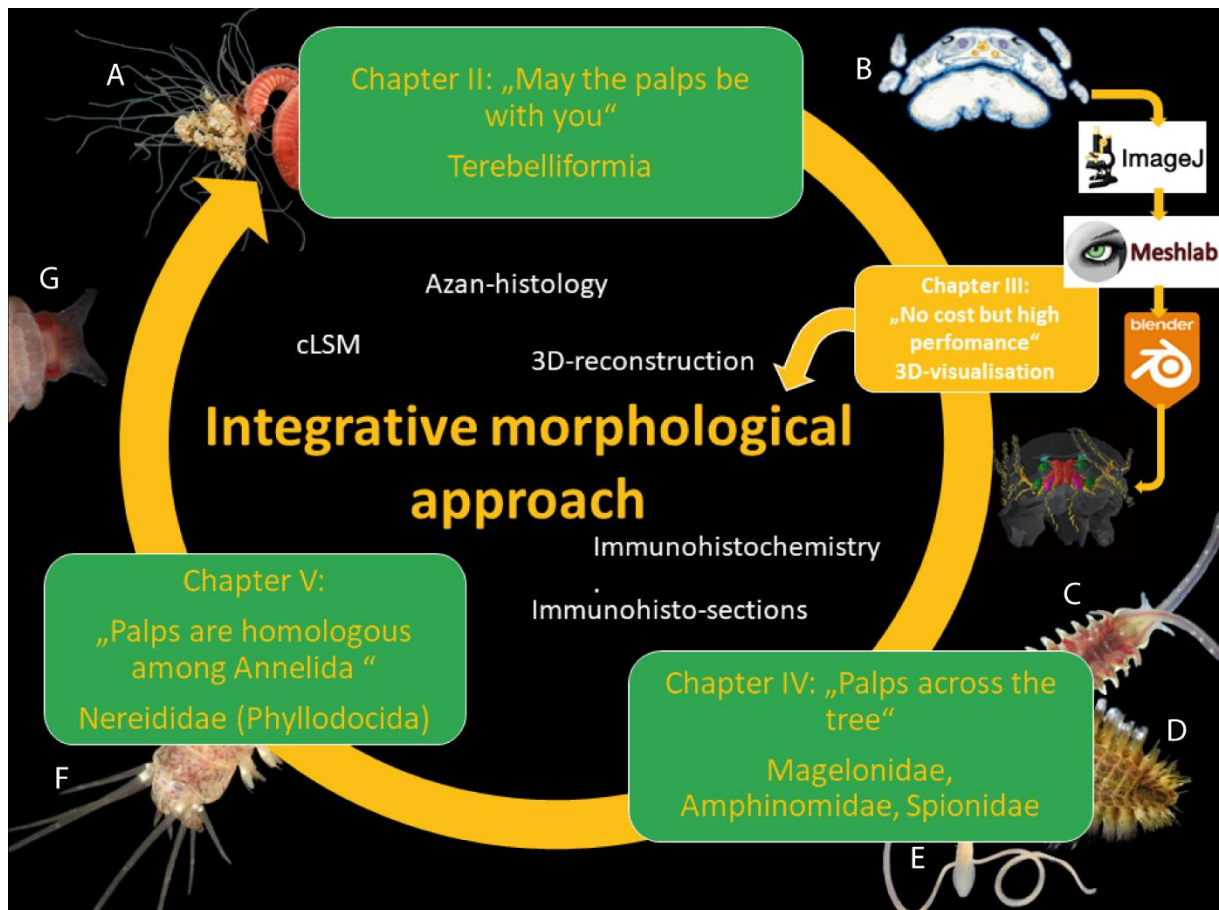 A
Chapter II: „May the palps be
with you“
Terebelliformia
B
ImageJ
Meshlab
blender
Chapter III:
„No cost but high
perfomance“
3D-visualisation
G
Azan-histology
cLSM
3D-reconstruction
Integrative morphological
approach
Immunohistochemistry
.
Immunohisto-sections
Chapter V:
„Palps are homologous
among Annelida “
Nereididae (Phyllodocida)
F
Chapter IV: „Palps across the
tree“
Magelonidae,
Amphinomidae, Spionidae
C
D
E